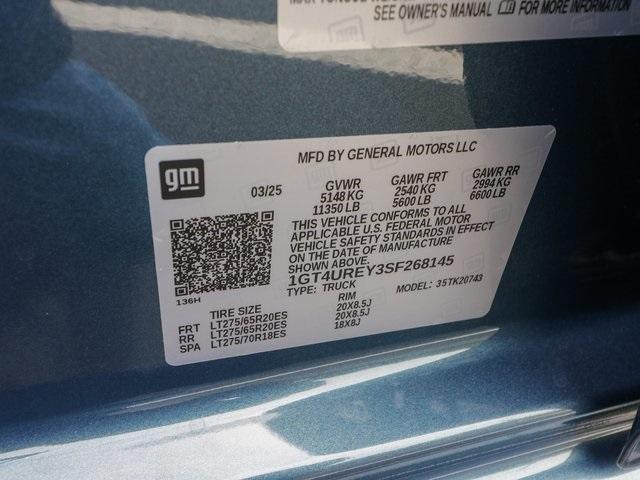 SEE OWNER'S MANUAL FOR MORE INFORMATION
gm
MFD BY GENERAL MOTORS LLC
03/25
GVWR GAWR FRT GAWR RR
5148 KG 2540 KG 2994 KG
11350 LB 5600 LB 6600 LB
THIS VEHICLE CONFORMS TO ALL
APPLICABLE U.S. FEDERAL MOTOR
VEHICLE SAFETY STANDARDS IN EFFECT
ON THE DATE OF MANUFACTURE
SHOWN ABOVE.
1GT4UREY3SF268145
TYPE: TRUCK MODEL: 35TK20743
136H
TIRE SIZE RIM
FRT LT275/65R20ES 20X8.5J
RR LT275/65R20ES 20X8.5J
SPA LT275/70R18ES 18X8J